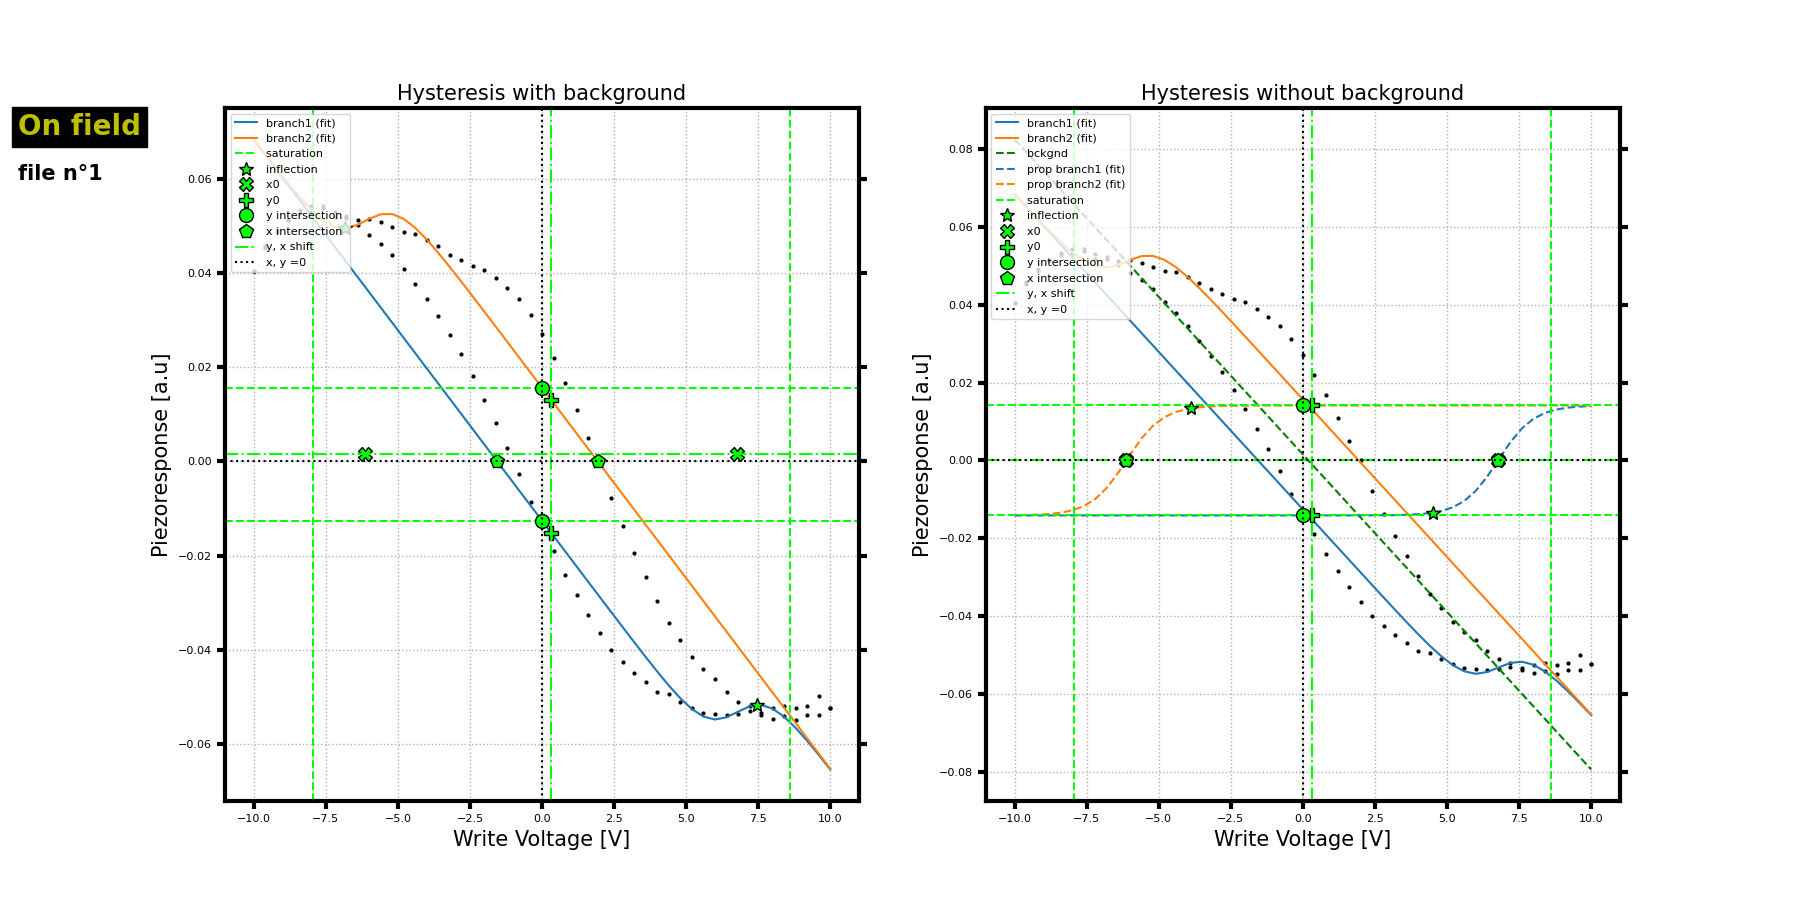 On field
file n°1
Hysteresis with background
branch1 (fit)
branch2 (fit)
saturation
inflection
x0
y0
y intersection
x intersection
y, x shift
x, y =0
0.06
0.04
0.02
0.00
−0.02
−0.04
−0.06
Piezoresponse [a.u]
−10.0 −7.5 −5.0 −2.5 0.0 2.5 5.0 7.5 10.0
Write Voltage [V]
Hysteresis without background
branch1 (fit)
branch2 (fit)
bckgnd
prop branch1 (fit)
prop branch2 (fit)
saturation
inflection
x0
y0
y intersection
x intersection
y, x shift
x, y =0
0.08
0.06
0.04
0.02
0.00
−0.02
−0.04
−0.06
−0.08
Piezoresponse [a.u]
−10.0 −7.5 −5.0 −2.5 0.0 2.5 5.0 7.5 10.0
Write Voltage [V]